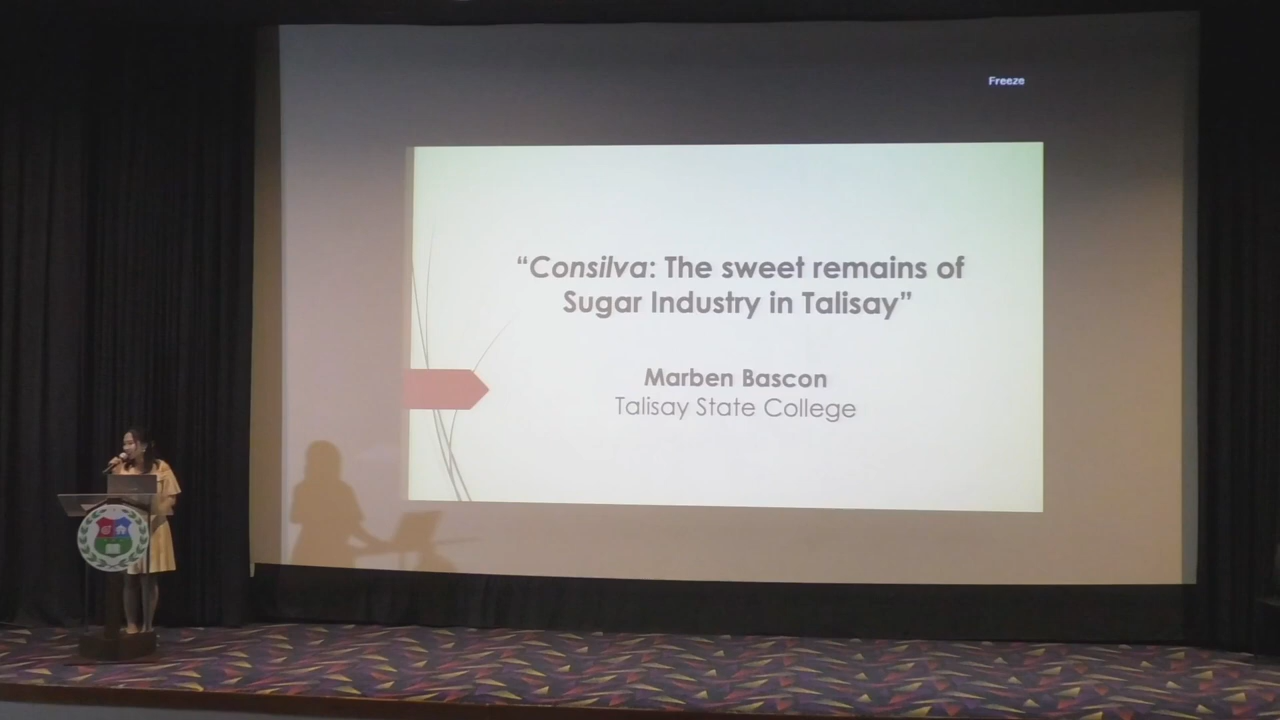 Freeze
“Consilva: The sweet remains of
Sugar Industry in Talisay”
Marben Bascon
Talisay State College